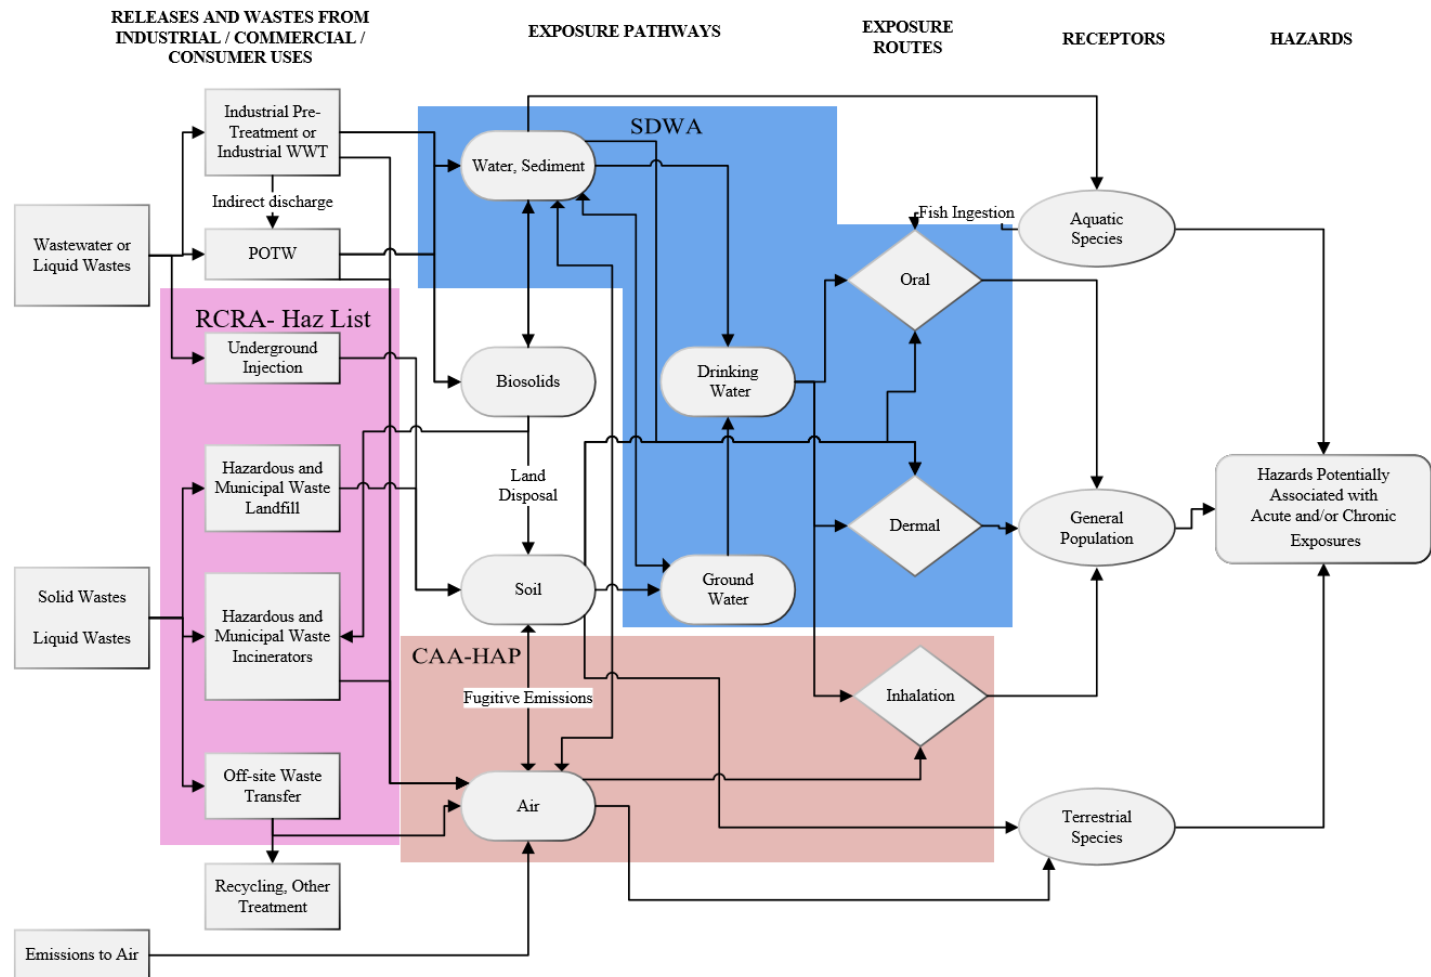 RELEASES AND WASTES FROM
INDUSTRIAL / COMMERCIAL /
CONSUMER USES
EXPOSURE PATHWAYS
EXPOSURE
ROUTES
RECEPTORS
HAZARDS
Industrial Pre-
Treatment or
Industrial WWT
Indirect discharge
Wastewater or
Liquid Wastes
POTW
RCRA- Haz List
Underground
Injection
Hazardous and
Municipal Waste
Landfill
Solid Wastes
Liquid Wastes
Hazardous and
Municipal Waste
Incinerators
Off-site Waste
Transfer
Recycling, Other
Treatment
Emissions to Air
SDWA
Water, Sediment
Biosolids
Land
Disposal
Soil
CAA-HAP
Fugitive Emissions
Air
Drinking
Water
Ground
Water
Fish Ingestion
Oral
Dermal
Inhalation
Aquatic
Species
General
Population
Terrestrial
Species
Hazards Potentially
Associated with
Acute and/or Chronic
Exposures